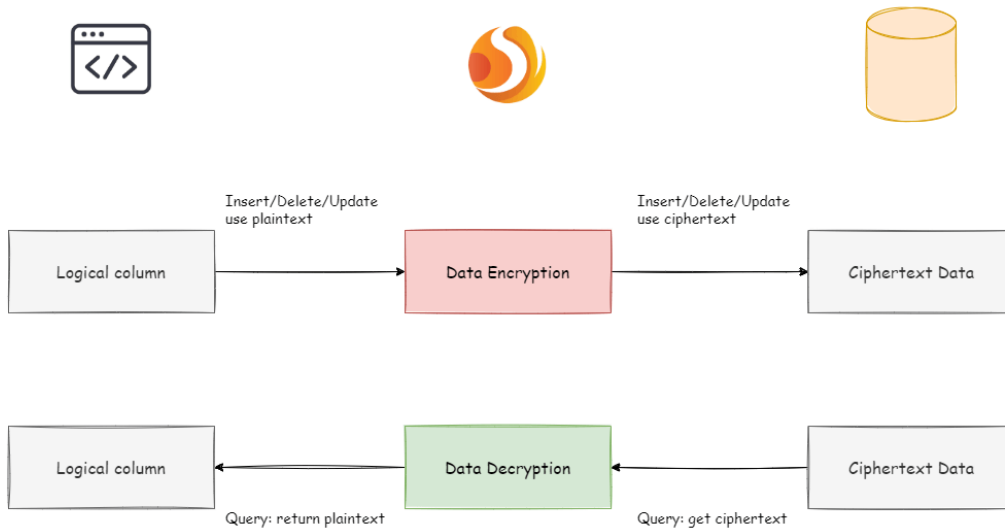 </>
Insert/Delete/Update
use plaintext
Insert/Delete/Update
use ciphertext
Logical column
Data Encryption
Ciphertext Data
Logical column
Data Decryption
Ciphertext Data
Query: return plaintext
Query: get ciphertext